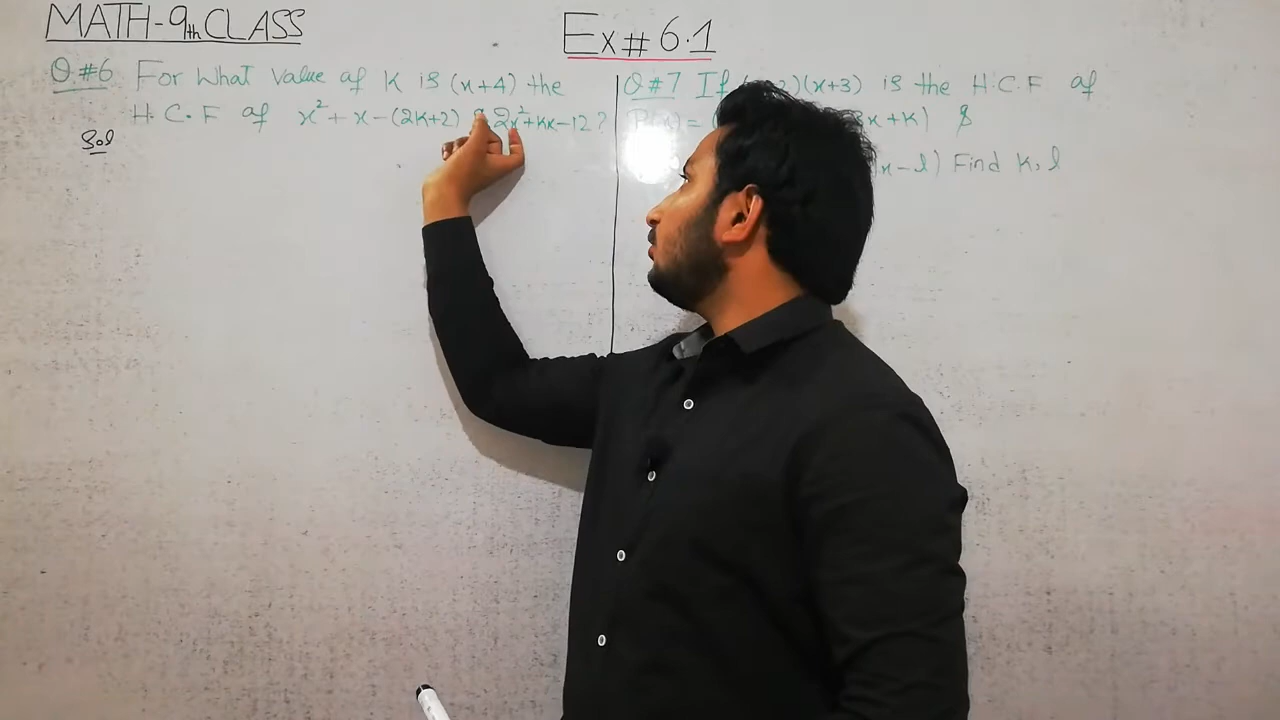 MATH-9th CLASS
Ex# 6.1
Q #6 For What Value of K is (x+4) the
H.C.F of x²+x-(2K+2) & 2x²+Kx-12?
Sol
Q #7 If )(x+3) is the H.C.F of
P(x) = ( x+K) &
x-l) Find K, l